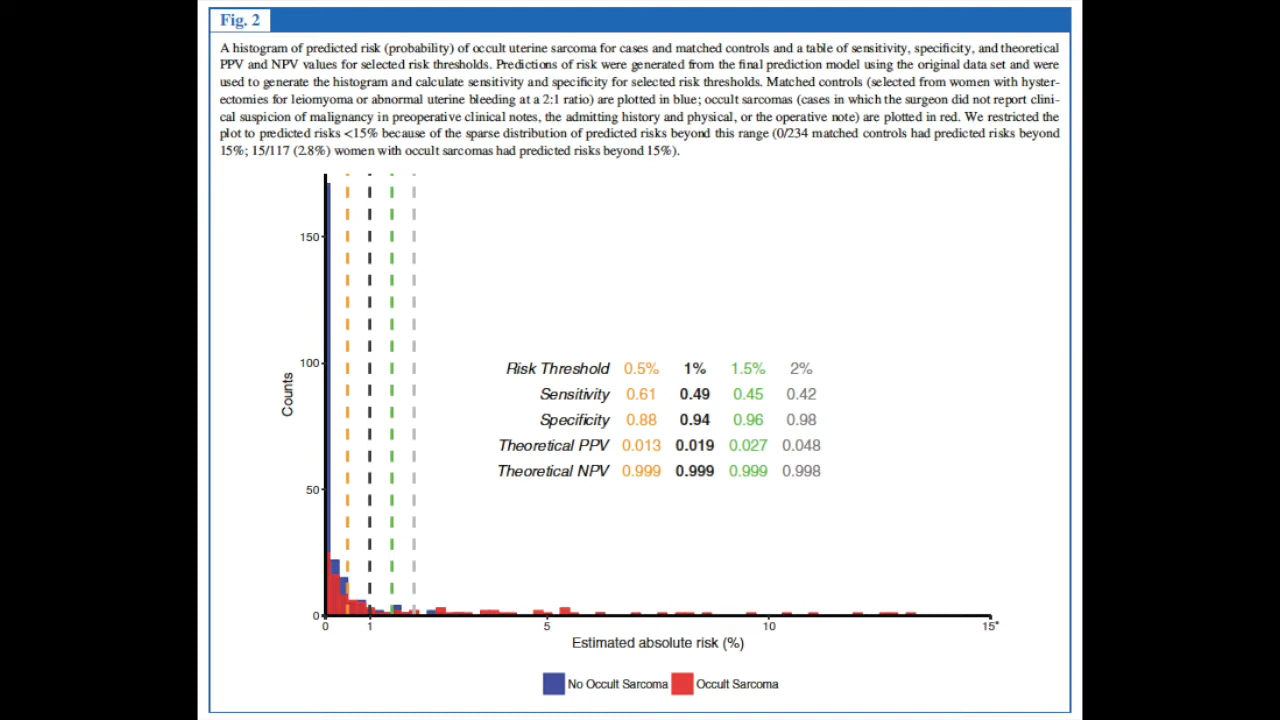 Fig. 2
A histogram of predicted risk (probability) of occult uterine sarcoma for cases and matched controls and a table of sensitivity, specificity, and theoretical
PPV and NPV values for selected risk thresholds. Predictions of risk were generated from the final prediction model using the original data set and were
used to generate the histogram and calculate sensitivity and specificity for selected risk thresholds. Matched controls (selected from women with hyster-
ectomies for leiomyoma or abnormal uterine bleeding at a 2:1 ratio) are plotted in blue; occult sarcomas (cases in which the surgeon did not report clini-
cal suspicion of malignancy in preoperative clinical notes, the admitting history and physical, or the operative note) are plotted in red. We restricted the
plot to predicted risks <15% because of the sparse distribution of predicted risks beyond this range (0/234 matched controls had predicted risks beyond
15%; 15/117 (2.8%) women with occult sarcomas had predicted risks beyond 15%).
150
100
50
0
Counts
Risk Threshold 0.5% 1% 1.5% 2%
Sensitivity 0.61 0.49 0.45 0.42
Specificity 0.88 0.94 0.96 0.98
Theoretical PPV 0.013 0.019 0.027 0.048
Theoretical NPV 0.999 0.999 0.999 0.998
0 1 5 10 15*
Estimated absolute risk (%)
No Occult Sarcoma Occult Sarcoma